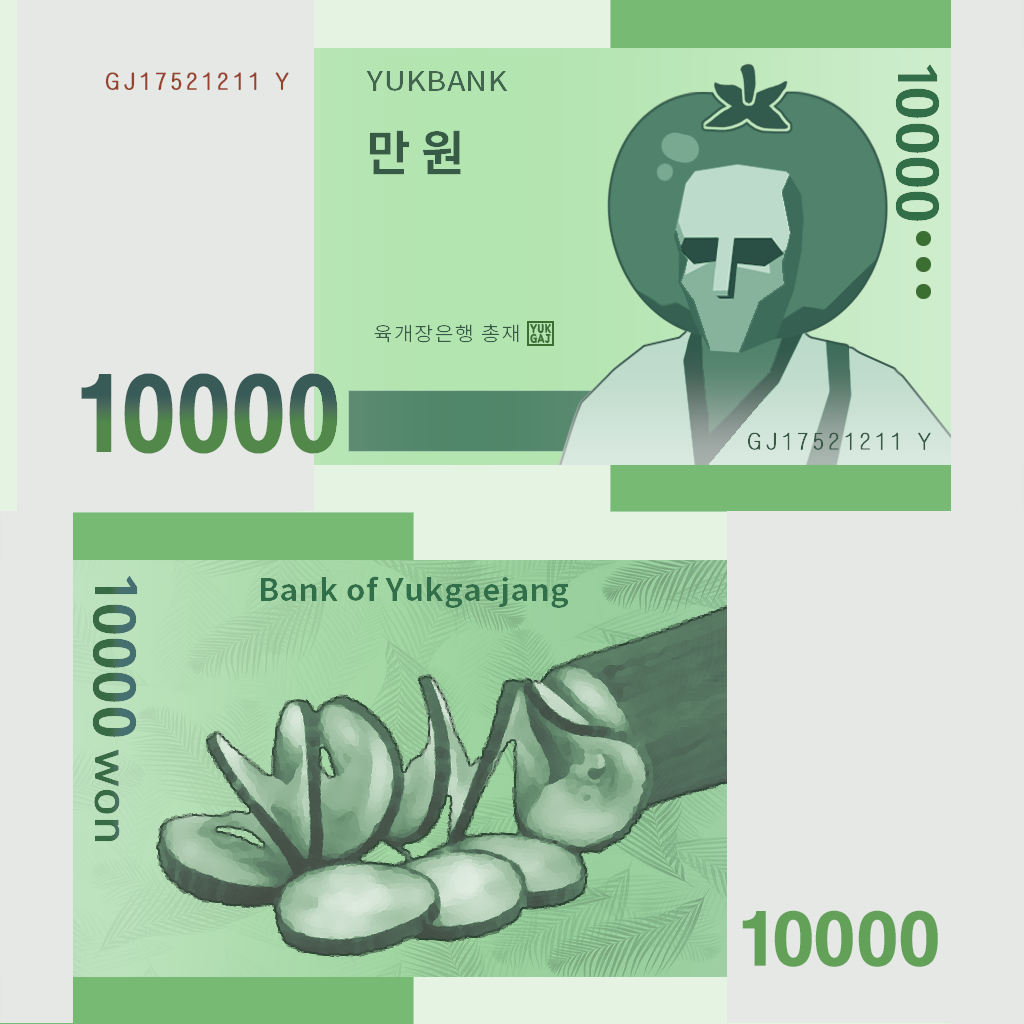 GJ17521211 Y
YUKBANK
10000
만 원
육개장은행 총재
YUK
GAJ
10000
GJ17521211 Y
Bank of Yukgaejang
10000 won
10000